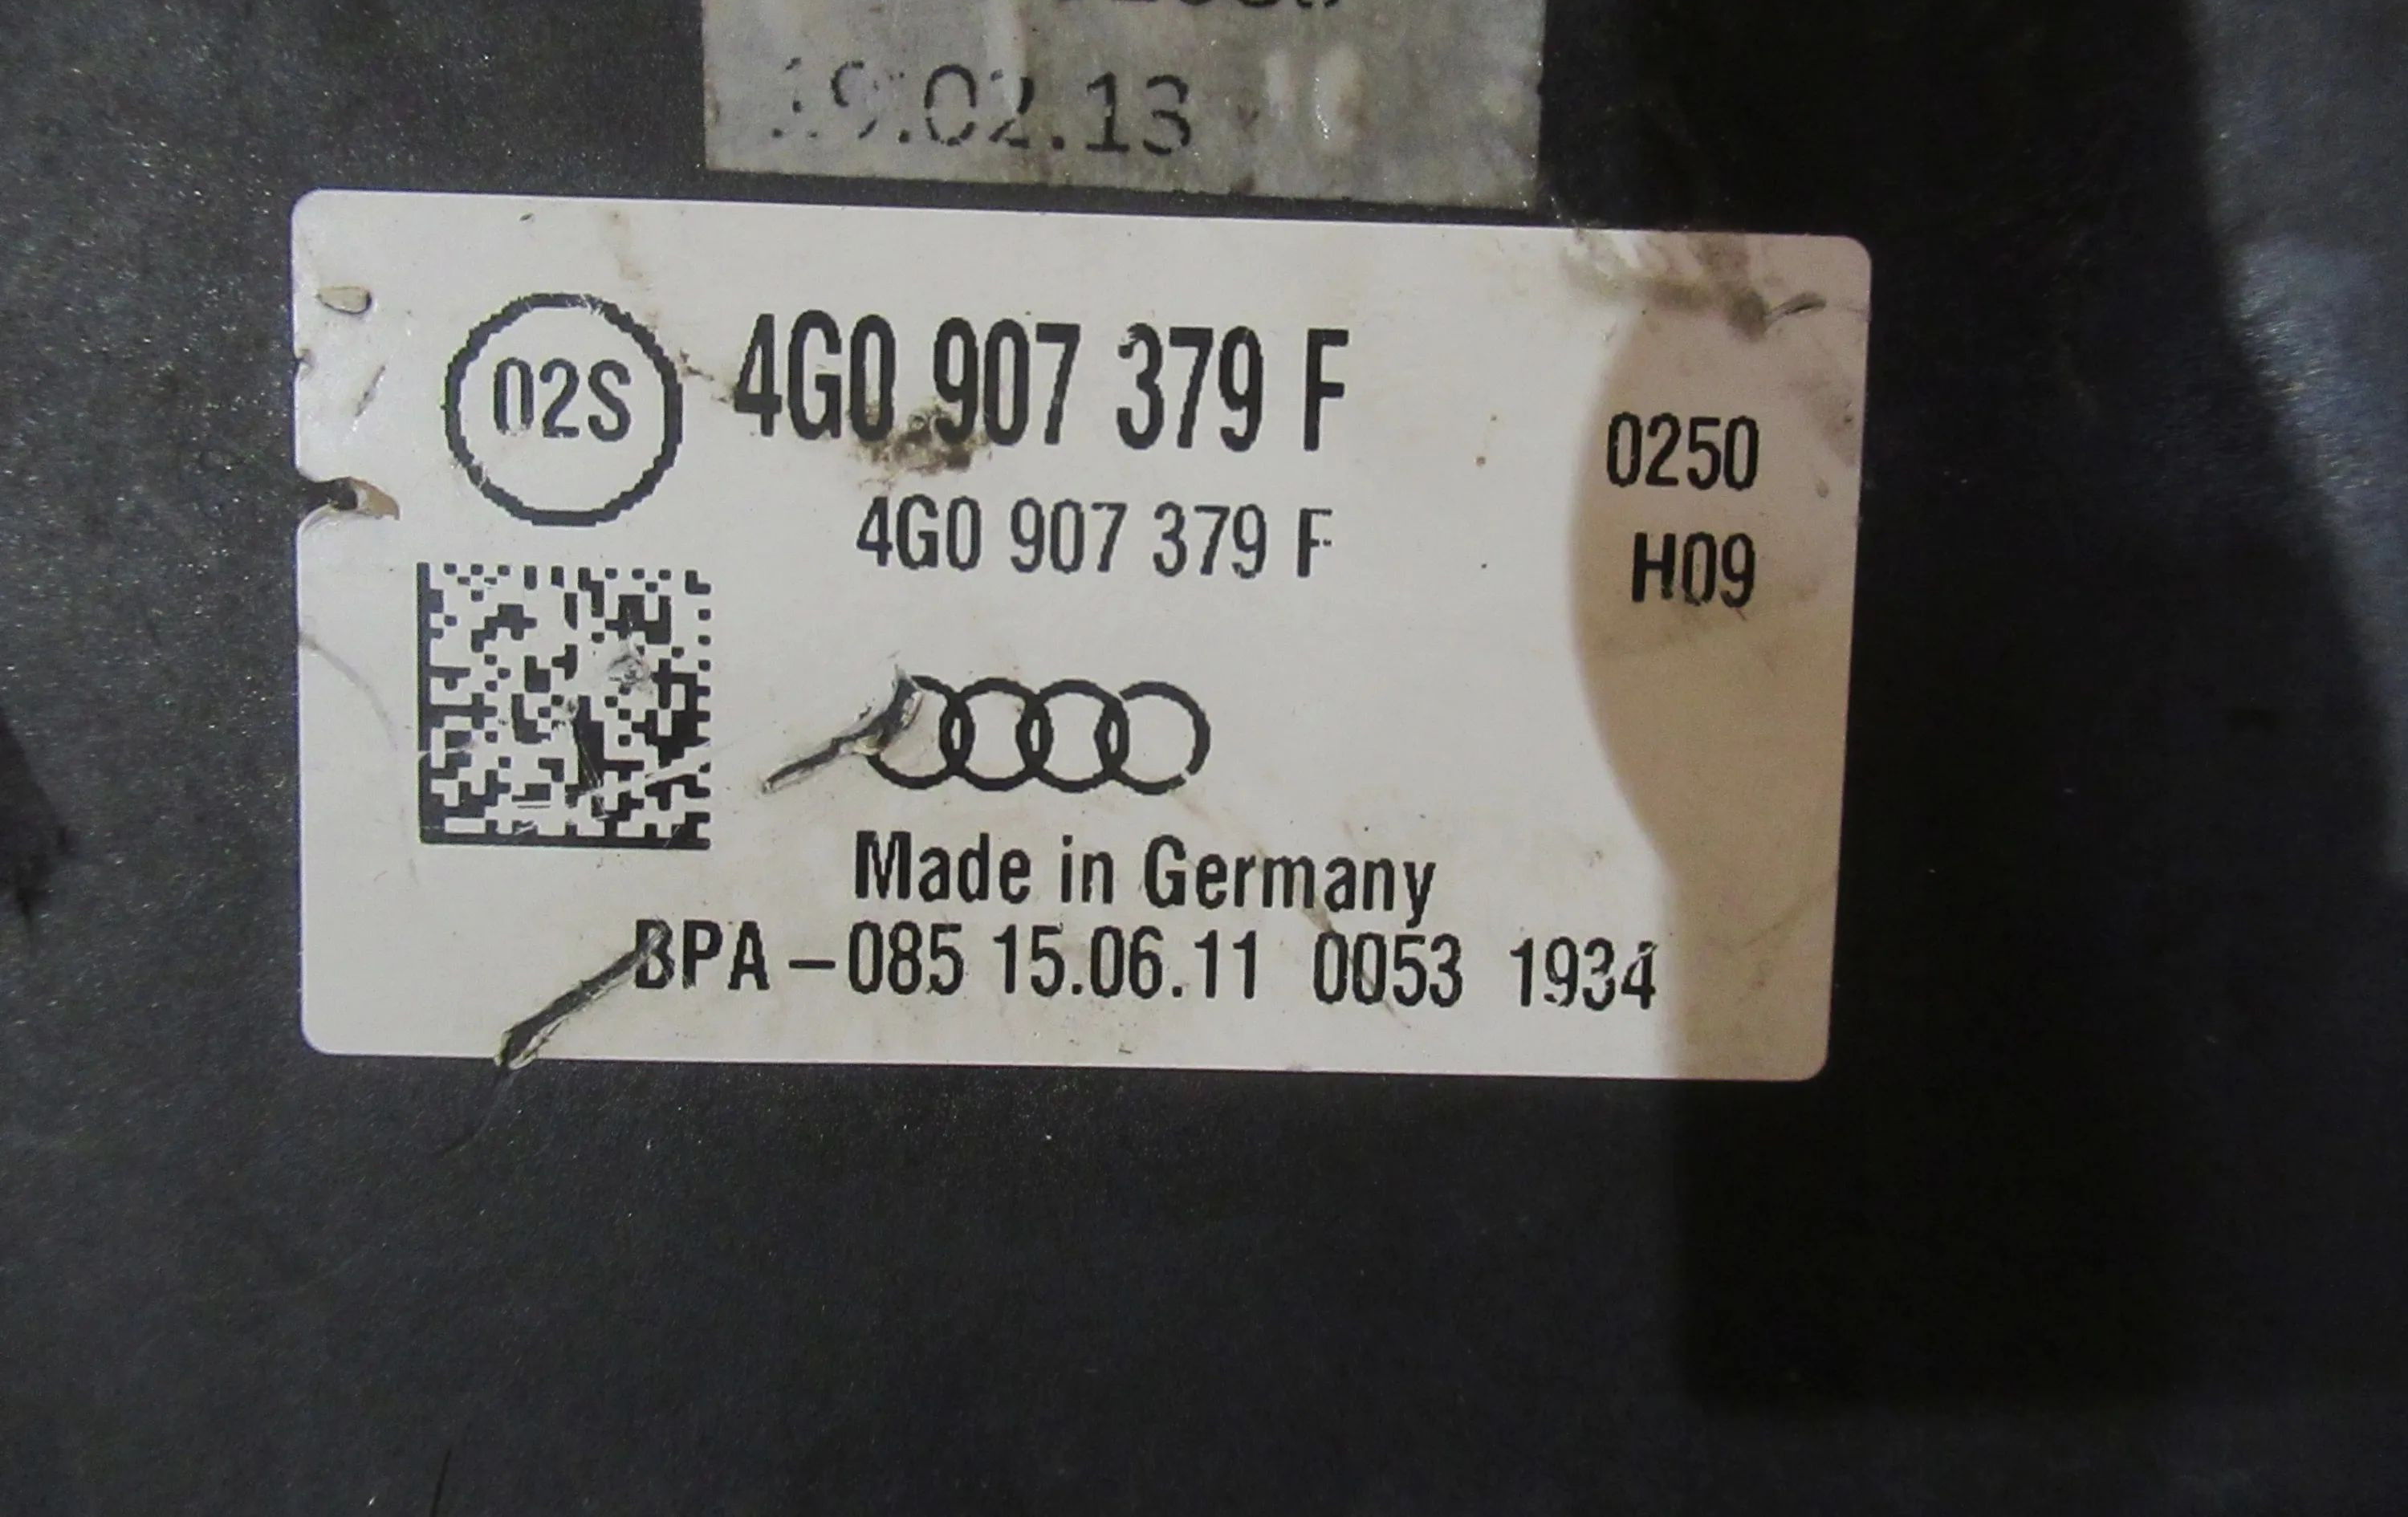 19.02.13
02S
4G0 907 379 F
0250
4G0 907 379 F
H09
Made in Germany
BPA-085 15.06.11 0053 1934